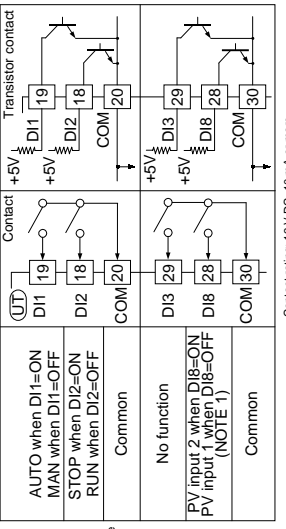 Contact
Transistor contact
UT
AUTO when DI1=ON
MAN when DI1=OFF
DI1
19
+5V
DI1
19
STOP when DI2=ON
RUN when DI2=OFF
DI2
18
+5V
DI2
18
Common
COM
20
COM
20
No function
DI3
29
+5V
DI3
29
PV input 2 when DI8=ON
PV input 1 when DI8=OFF
(NOTE 1)
DI8
28
+5V
DI8
28
Common
COM
30
COM
30